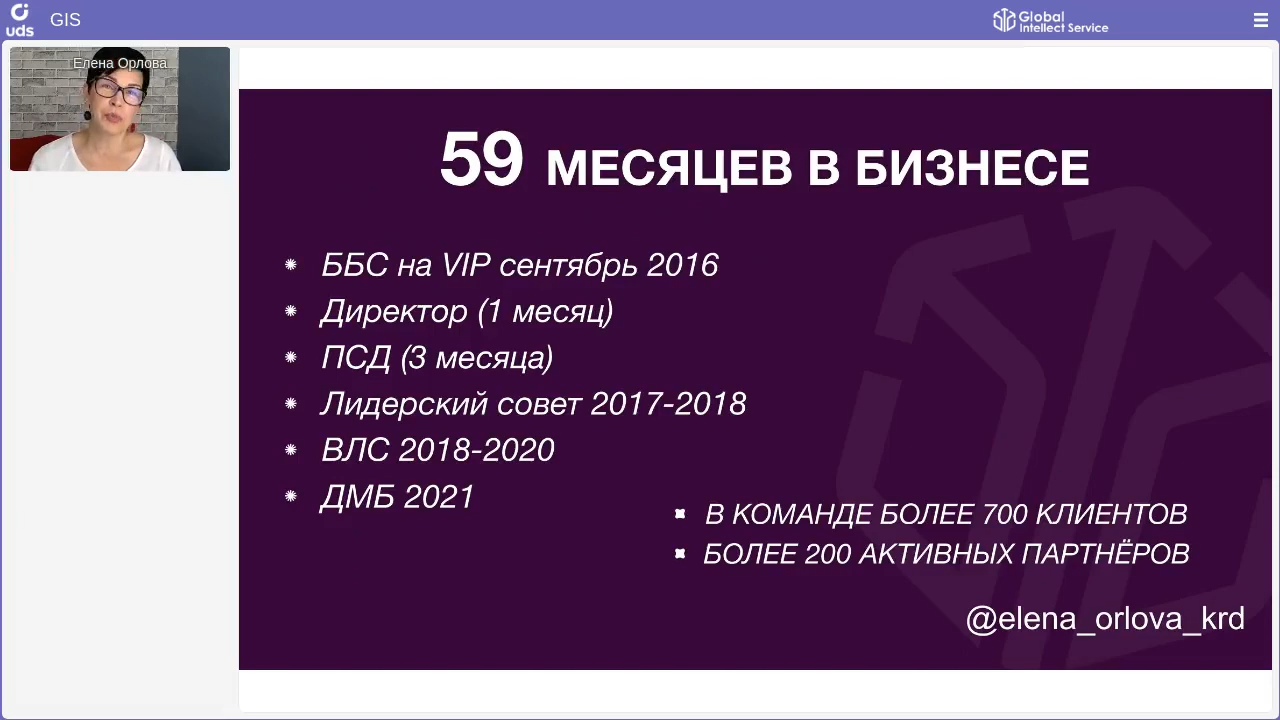 uds
GIS
Global
Intellect Service
Елена Орлова
59 МЕСЯЦЕВ В БИЗНЕСЕ
ББС на VIP сентябрь 2016
Директор (1 месяц)
ПСД (3 месяца)
Лидерский совет 2017-2018
ВЛС 2018-2020
ДМБ 2021
В КОМАНДЕ БОЛЕЕ 700 КЛИЕНТОВ
БОЛЕЕ 200 АКТИВНЫХ ПАРТНЁРОВ
@elena_orlova_krd